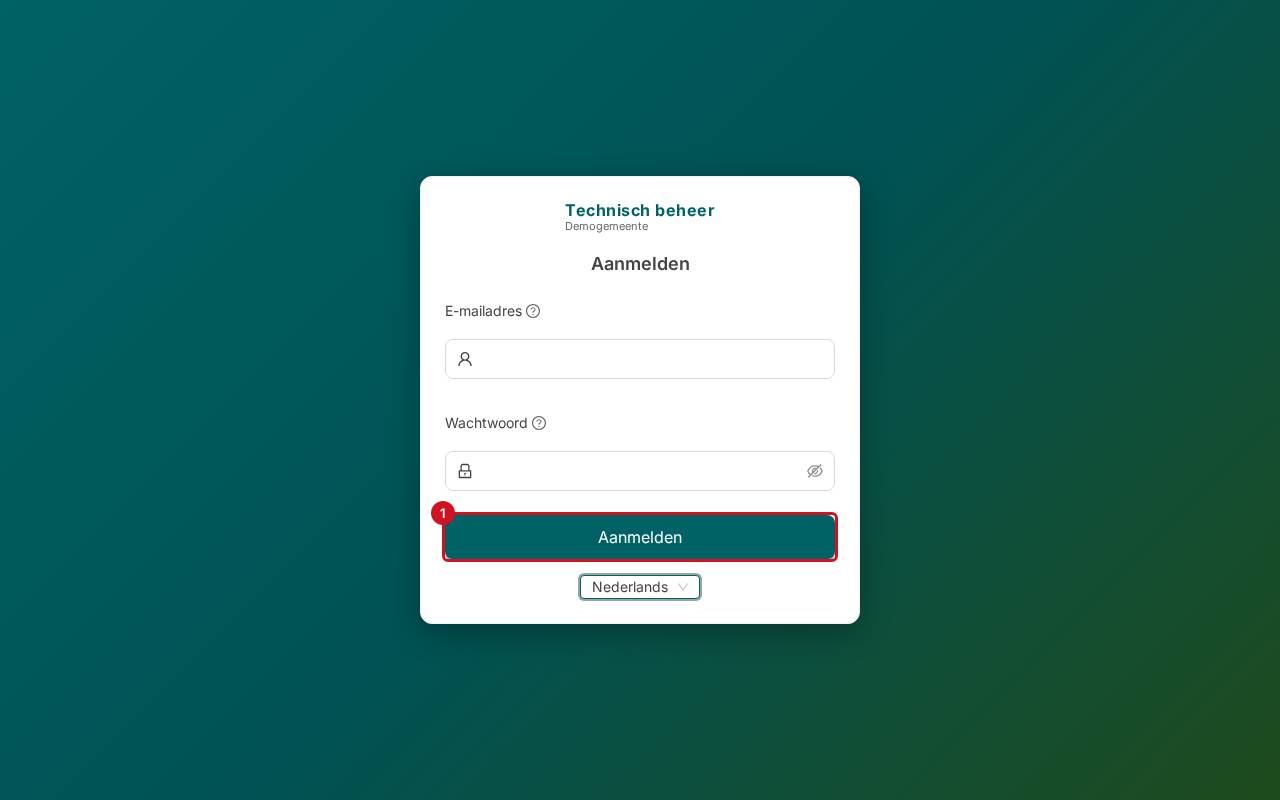 Technisch beheer
Demogemeente
Aanmelden
E-mailadres
Wachtwoord
1
Aanmelden
Nederlands